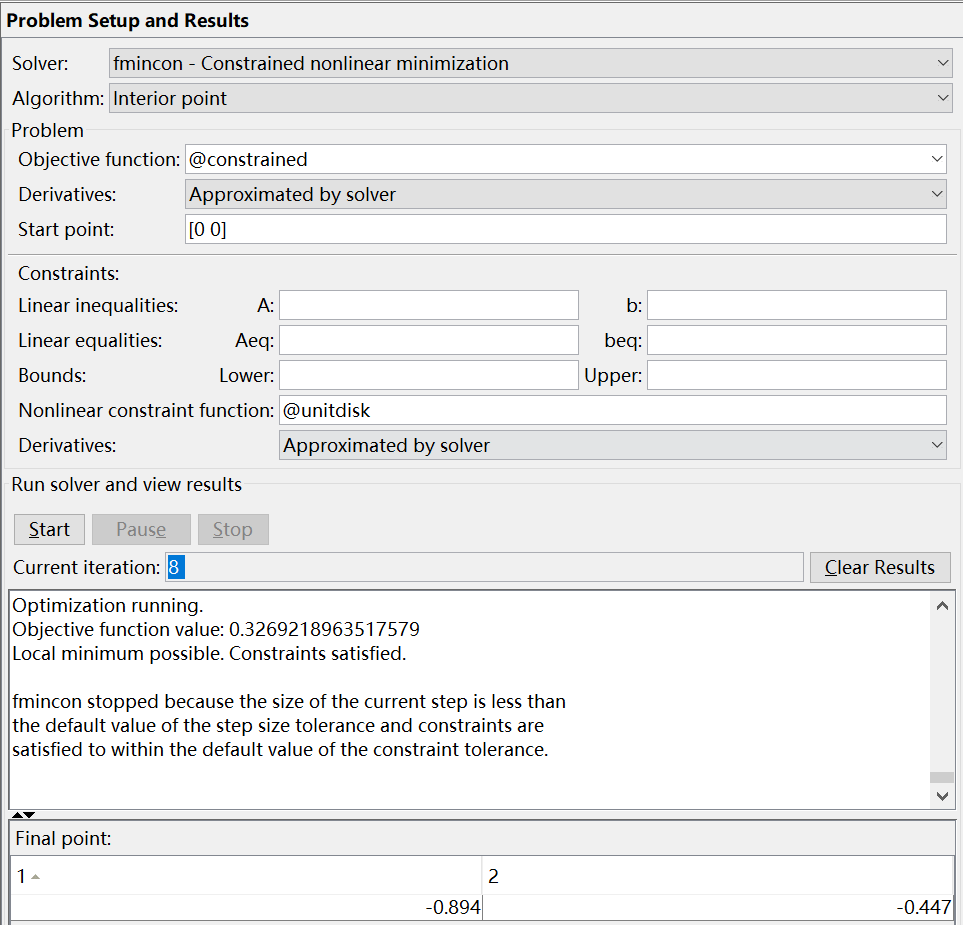 Problem Setup and Results
Solver: fmincon - Constrained nonlinear minimization
Algorithm: Interior point
Problem
Objective function: @constrained
Derivatives: Approximated by solver
Start point: [0 0]
Constraints:
Linear inequalities: A: b:
Linear equalities: Aeq: beq:
Bounds: Lower: Upper:
Nonlinear constraint function: @unitdisk
Derivatives: Approximated by solver
Run solver and view results
Start Pause Stop
Current iteration: 8 Clear Results
Optimization running.
Objective function value: 0.3269218963517579
Local minimum possible. Constraints satisfied.
fmincon stopped because the size of the current step is less than
the default value of the step size tolerance and constraints are
satisfied to within the default value of the constraint tolerance.
Final point:
1 2
-0.894 -0.447